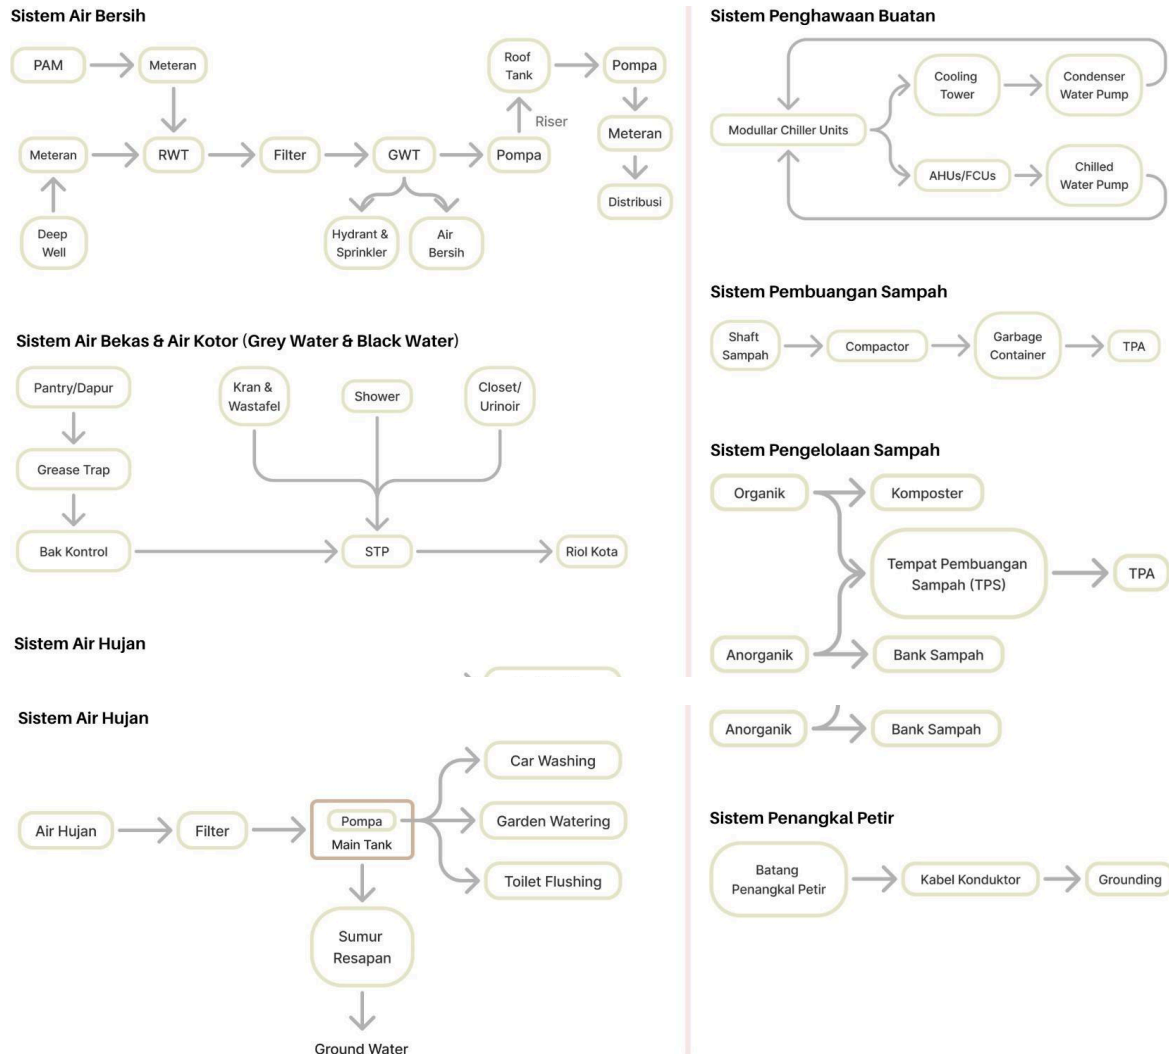 Sistem Air Bersih
PAM
Meteran
Roof
Tank
Pompa
Riser
Meteran
Meteran
RWT
Filter
GWT
Pompa
Distribusi
Deep
Well
Hydrant &
Sprinkler
Air
Bersih
Sistem Air Bekas & Air Kotor (Grey Water & Black Water)
Pantry/Dapur
Kran &
Wastafel
Shower
Closet/
Urinoir
Grease Trap
Bak Kontrol
STP
Riol Kota
Sistem Air Hujan
Sistem Air Hujan
Car Washing
Air Hujan
Filter
Pompa
Main Tank
Garden Watering
Toilet Flushing
Sumur
Resapan
Ground Water
Sistem Penghawaan Buatan
Cooling
Tower
Condenser
Water Pump
Modullar Chiller Units
AHUs/FCUs
Chilled
Water Pump
Sistem Pembuangan Sampah
Shaft
Sampah
Compactor
Garbage
Container
TPA
Sistem Pengelolaan Sampah
Organik
Komposter
Tempat Pembuangan
Sampah (TPS)
TPA
Anorganik
Bank Sampah
Anorganik
Bank Sampah
Sistem Penangkal Petir
Batang
Penangkal Petir
Kabel Konduktor
Grounding